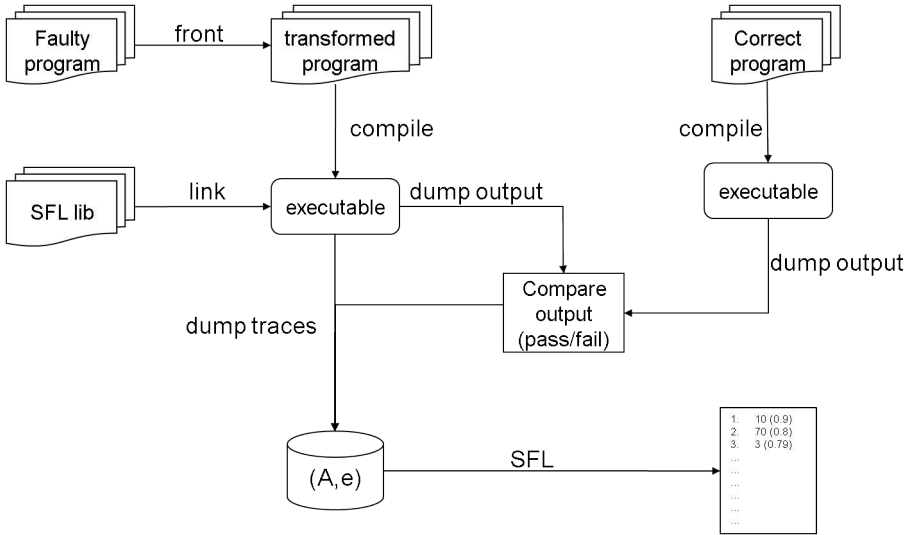 Faulty
program
front
transformed
program
Correct
program
compile
compile
SFL lib
link
executable
dump output
executable
dump output
Compare
output
(pass/fail)
dump traces
(A,e)
SFL
1. 10 (0.9)
2. 70 (0.8)
3. 3 (0.79)
...
...
...
...
...
...